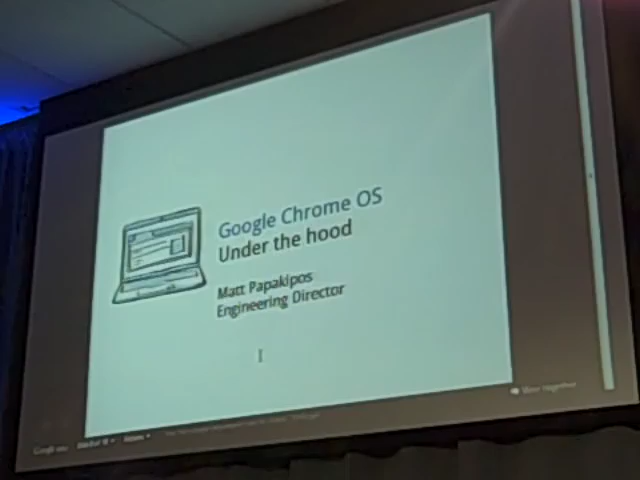 Google Chrome OS
Under the hood
Matt Papakipos
Engineering Director